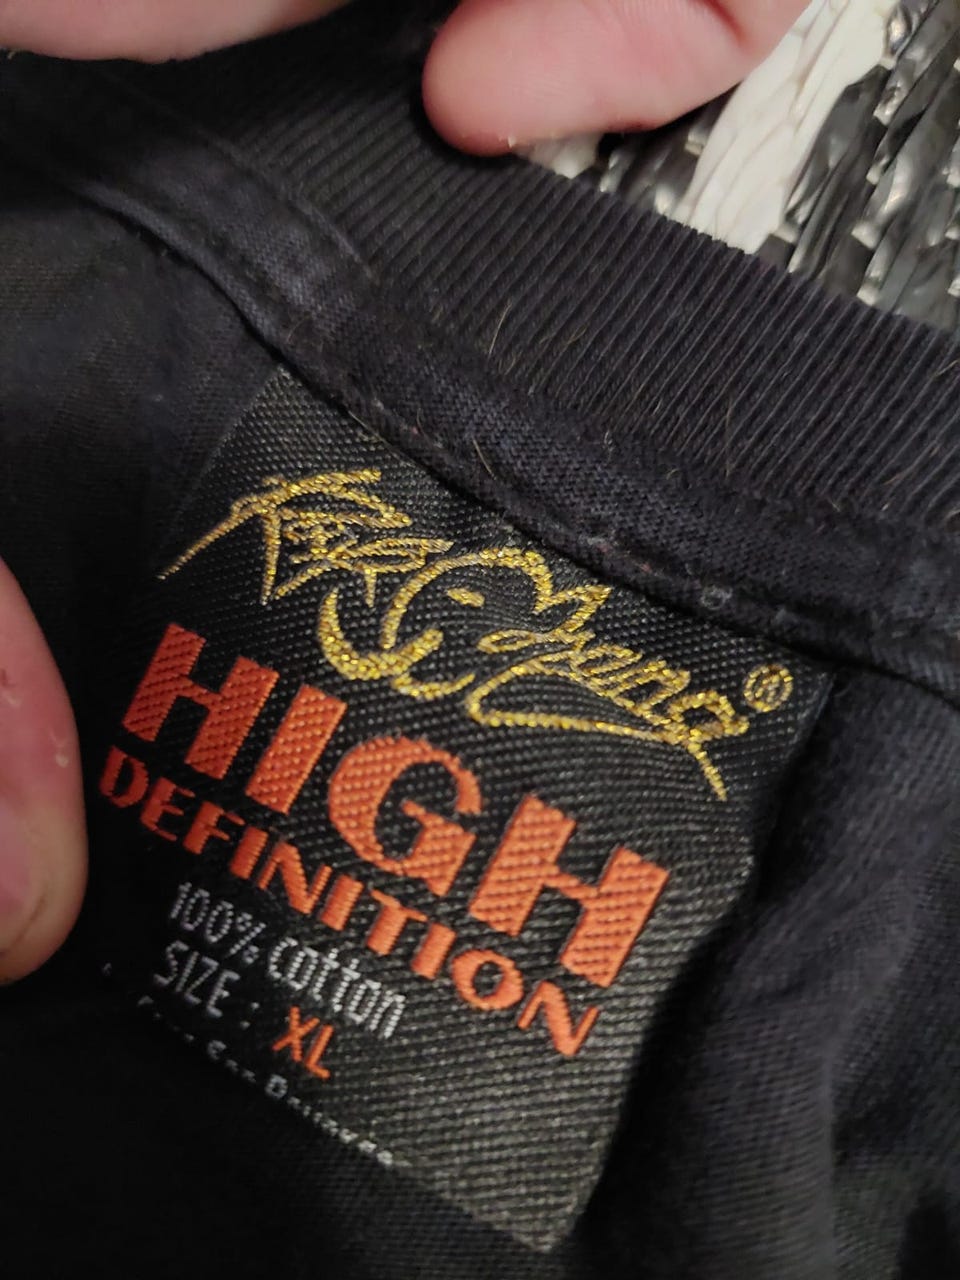 ®
HIGH
DEFINITION
100% cotton
SIZE : XL